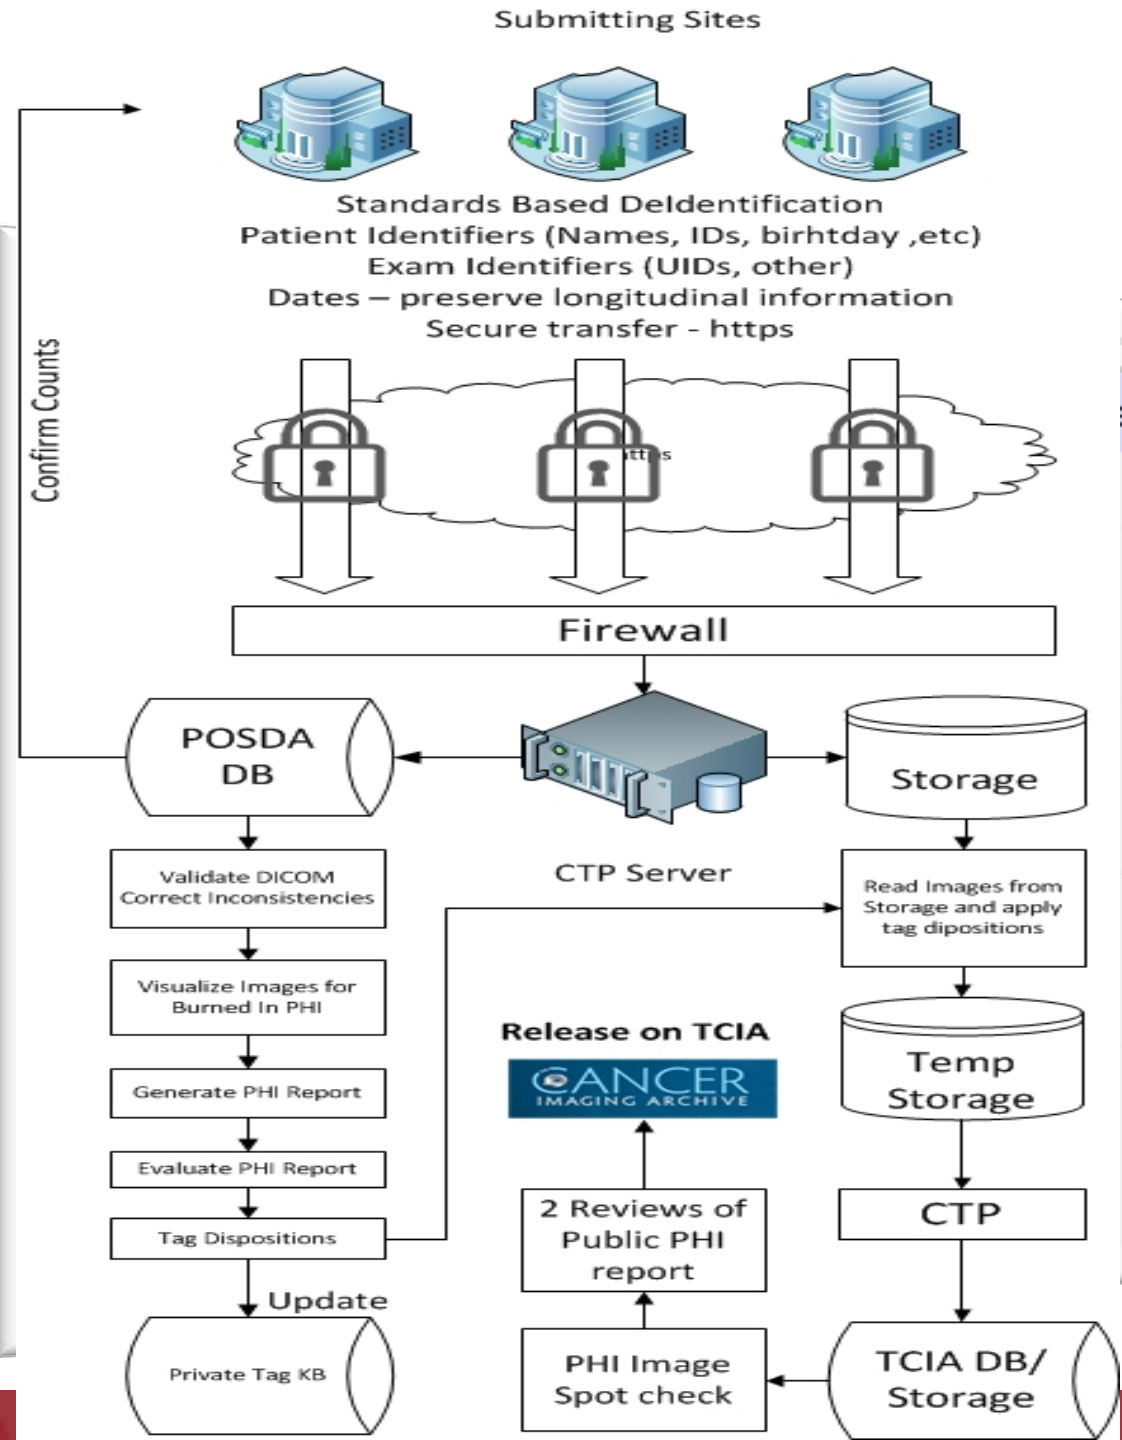 Submitting Sites
Standards Based DeIdentification
Patient Identifiers (Names, IDs, birhtday ,etc)
Exam Identifiers (UIDs, other)
Dates – preserve longitudinal information
Secure transfer - https
Confirm Counts
https
Firewall
POSDA
DB
CTP Server
Storage
Validate DICOM
Correct Inconsistencies
Visualize Images for
Burned In PHI
Generate PHI Report
Evaluate PHI Report
Tag Dispositions
Update
Private Tag KB
Read Images from
Storage and apply
tag dipositions
Temp
Storage
CTP
TCIA DB/
Storage
PHI Image
Spot check
2 Reviews of
Public PHI
report
Release on TCIA
CANCER
IMAGING ARCHIVE